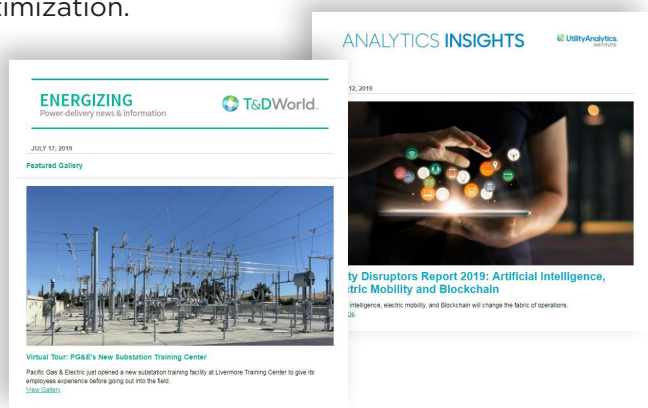 timization.
ANALYTICS INSIGHTS
UtilityAnalytics
INSTITUTE
12, 2019
ty Disruptors Report 2019: Artificial Intelligence,
ctric Mobility and Blockchain
intelligence, electric mobility, and Blockchain will change the fabric of operations.
ENERGIZING
Power-delivery news & information
T&DWorld
JULY 17, 2019
Featured Gallery
Virtual Tour: PG&E's New Substation Training Center
Pacific Gas & Electric just opened a new substation training facility at Livermore Training Center to give its
employees experience before going out into the field.
View Gallery